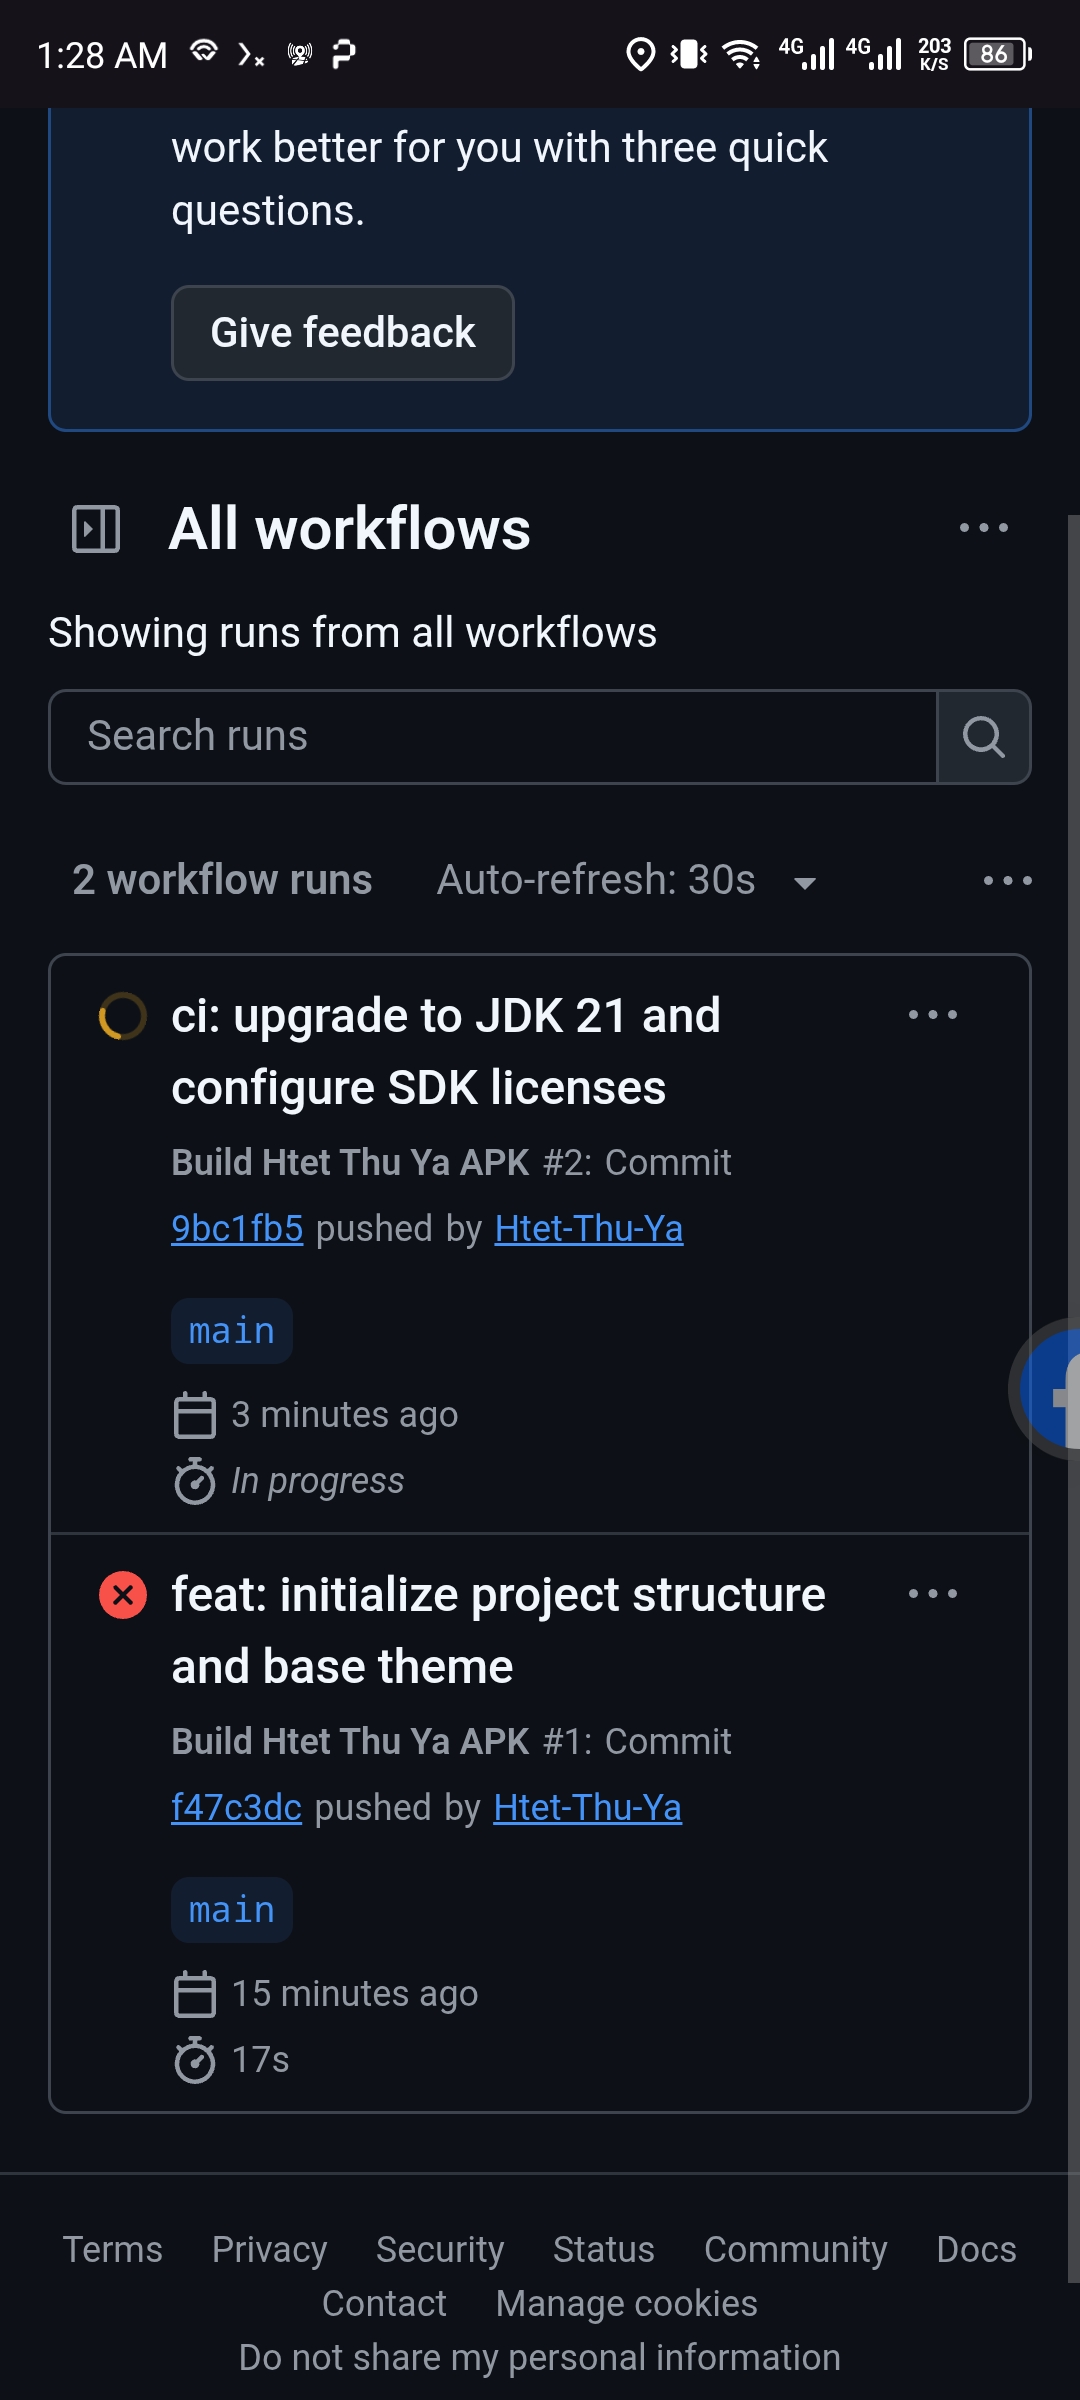 1:28 AM 4G 4G 203 K/S 86
work better for you with three quick
questions.
Give feedback
All workflows
Showing runs from all workflows
Search runs
2 workflow runs Auto-refresh: 30s
ci: upgrade to JDK 21 and
configure SDK licenses
Build Htet Thu Ya APK #2: Commit
9bc1fb5 pushed by Htet-Thu-Ya
main
3 minutes ago
In progress
feat: initialize project structure
and base theme
Build Htet Thu Ya APK #1: Commit
f47c3dc pushed by Htet-Thu-Ya
main
15 minutes ago
17s
Terms Privacy Security Status Community Docs
Contact Manage cookies
Do not share my personal information